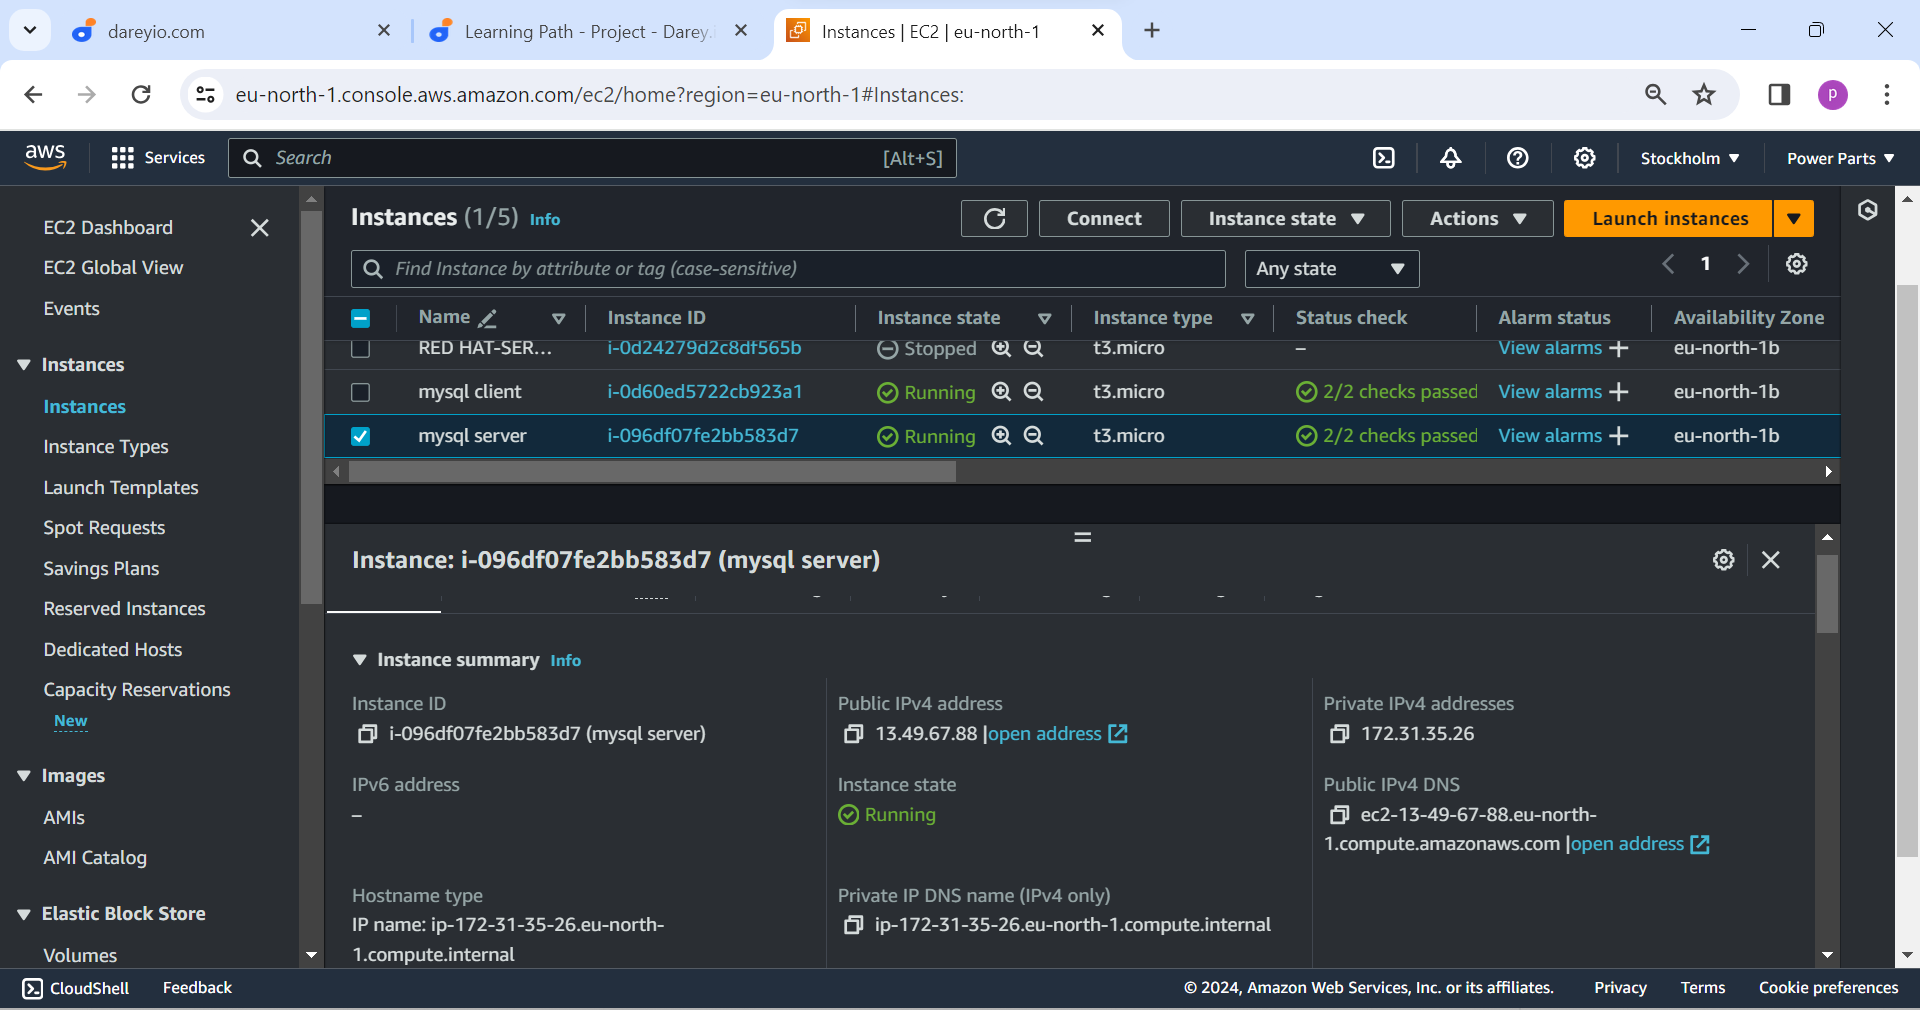 dareyio.com
Learning Path - Project - Darey.
Instances | EC2 | eu-north-1
eu-north-1.console.aws.amazon.com/ec2/home?region=eu-north-1#Instances:
P
aws
Services
Search
[Alt+S]
Stockholm
Power Parts
EC2 Dashboard
EC2 Global View
Events
Instances
Instances
Instance Types
Launch Templates
Spot Requests
Savings Plans
Reserved Instances
Dedicated Hosts
Capacity Reservations
New
Images
AMIs
AMI Catalog
Elastic Block Store
Volumes
Instances (1/5) Info
Connect
Instance state
Actions
Launch instances
Find Instance by attribute or tag (case-sensitive)
Any state
1
Name Instance ID Instance state Instance type Status check Alarm status Availability Zone
RED HAT-SER... i-0d24279d2c8df565b Stopped t3.micro – View alarms + eu-north-1b
mysql client i-0d60ed5722cb923a1 Running t3.micro 2/2 checks passed View alarms + eu-north-1b
mysql server i-096df07fe2bb583d7 Running t3.micro 2/2 checks passed View alarms + eu-north-1b
Instance: i-096df07fe2bb583d7 (mysql server)
Instance summary Info
Instance ID
i-096df07fe2bb583d7 (mysql server)
Public IPv4 address
13.49.67.88 |open address
Private IPv4 addresses
172.31.35.26
IPv6 address
–
Instance state
Running
Public IPv4 DNS
ec2-13-49-67-88.eu-north-
1.compute.amazonaws.com |open address
Hostname type
IP name: ip-172-31-35-26.eu-north-
1.compute.internal
Private IP DNS name (IPv4 only)
ip-172-31-35-26.eu-north-1.compute.internal
CloudShell
Feedback
© 2024, Amazon Web Services, Inc. or its affiliates.
Privacy
Terms
Cookie preferences